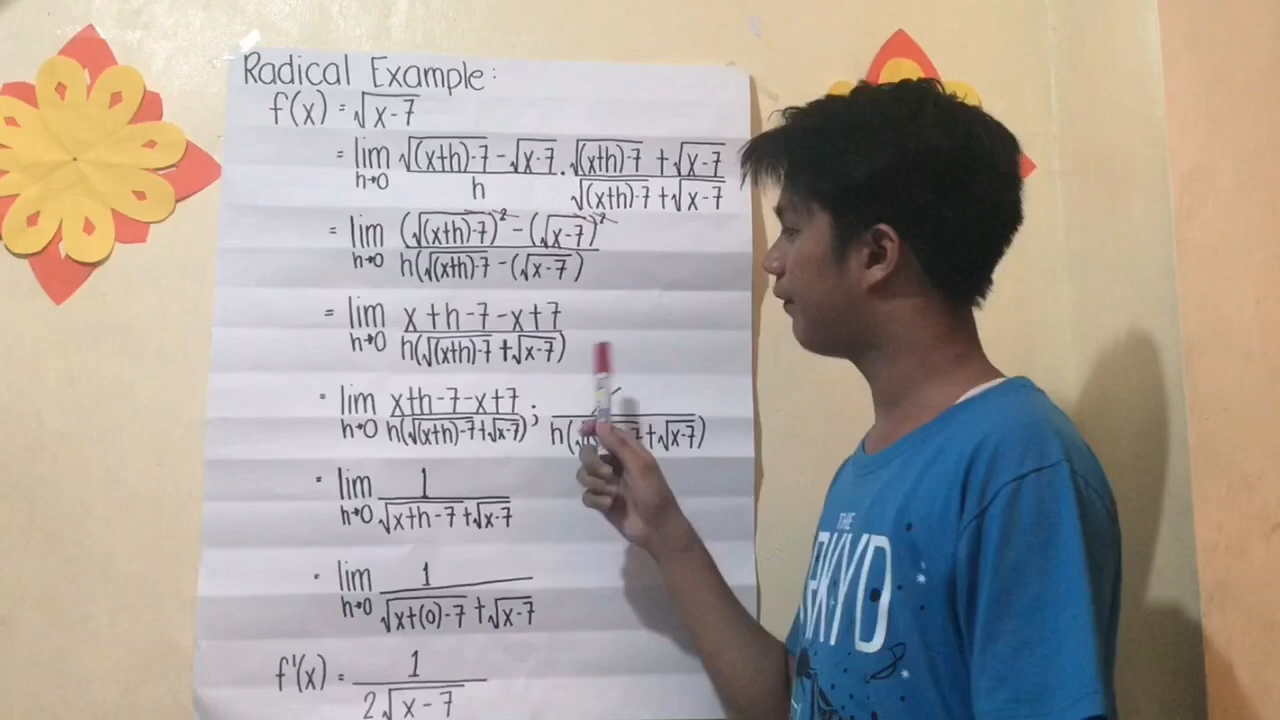 Radical Example:
f(x) = √(x-7)
= lim h→0 (√((x+h)-7) - √(x-7))/h · (√((x+h)-7) + √(x-7))/(√((x+h)-7) + √(x-7))
= lim h→0 ((√((x+h)-7))² - (√(x-7))²)/(h(√((x+h)-7) - (√(x-7)))
= lim h→0 (x+h-7-x+7)/(h(√((x+h)-7) + √(x-7)))
= lim h→0 (x+h-7-x+7)/(h(√((x+h)-7) + √(x-7))) ; h( -7 + √(x-7))
= lim h→0 1/(√(x+h-7) + √(x-7))
= lim h→0 1/(√(x+(0)-7) + √(x-7))
f'(x) = 1/(2√(x-7))
THE